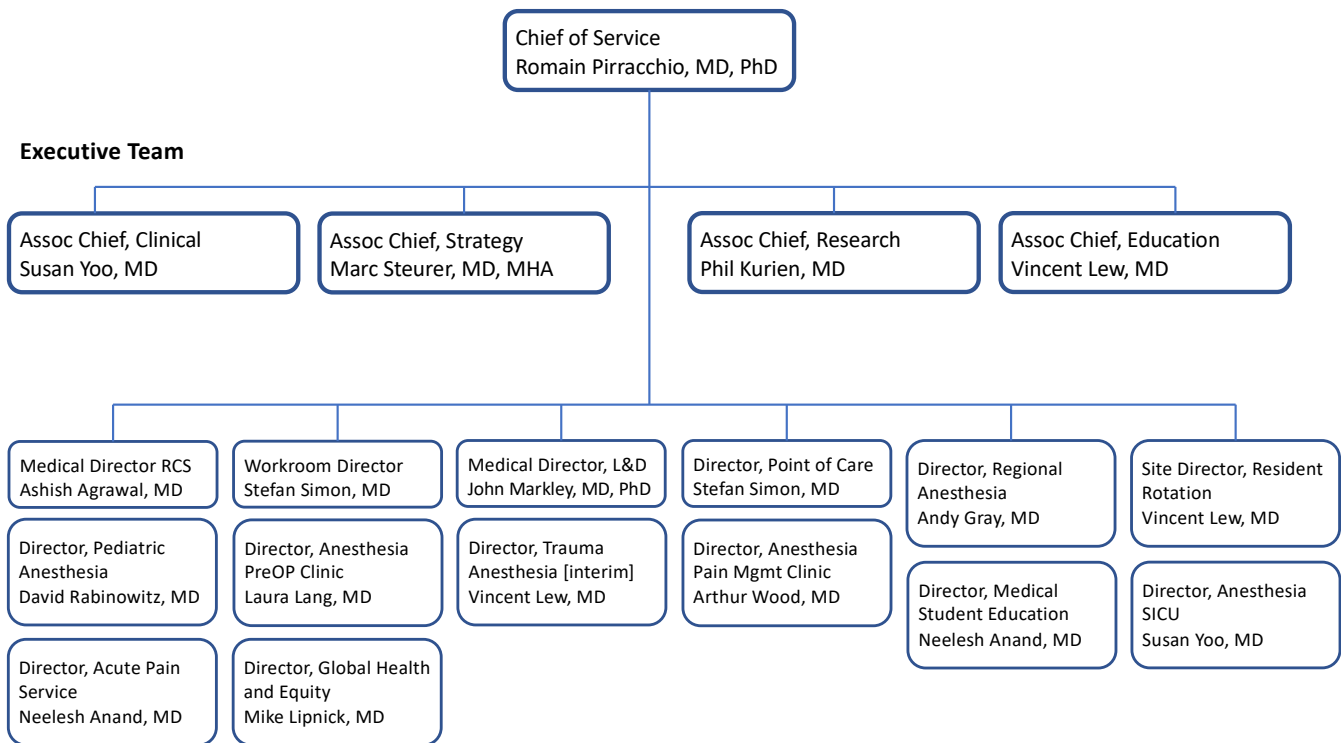 Chief of Service
Romain Pirracchio, MD, PhD
Executive Team
Assoc Chief, Clinical
Susan Yoo, MD
Assoc Chief, Strategy
Marc Steurer, MD, MHA
Assoc Chief, Research
Phil Kurien, MD
Assoc Chief, Education
Vincent Lew, MD
Medical Director RCS
Ashish Agrawal, MD
Workroom Director
Stefan Simon, MD
Medical Director, L&D
John Markley, MD, PhD
Director, Point of Care
Stefan Simon, MD
Director, Regional
Anesthesia
Andy Gray, MD
Site Director, Resident
Rotation
Vincent Lew, MD
Director, Pediatric
Anesthesia
David Rabinowitz, MD
Director, Anesthesia
PreOP Clinic
Laura Lang, MD
Director, Trauma
Anesthesia [interim]
Vincent Lew, MD
Director, Anesthesia
Pain Mgmt Clinic
Arthur Wood, MD
Director, Medical
Student Education
Neelesh Anand, MD
Director, Anesthesia
SICU
Susan Yoo, MD
Director, Acute Pain
Service
Neelesh Anand, MD
Director, Global Health
and Equity
Mike Lipnick, MD